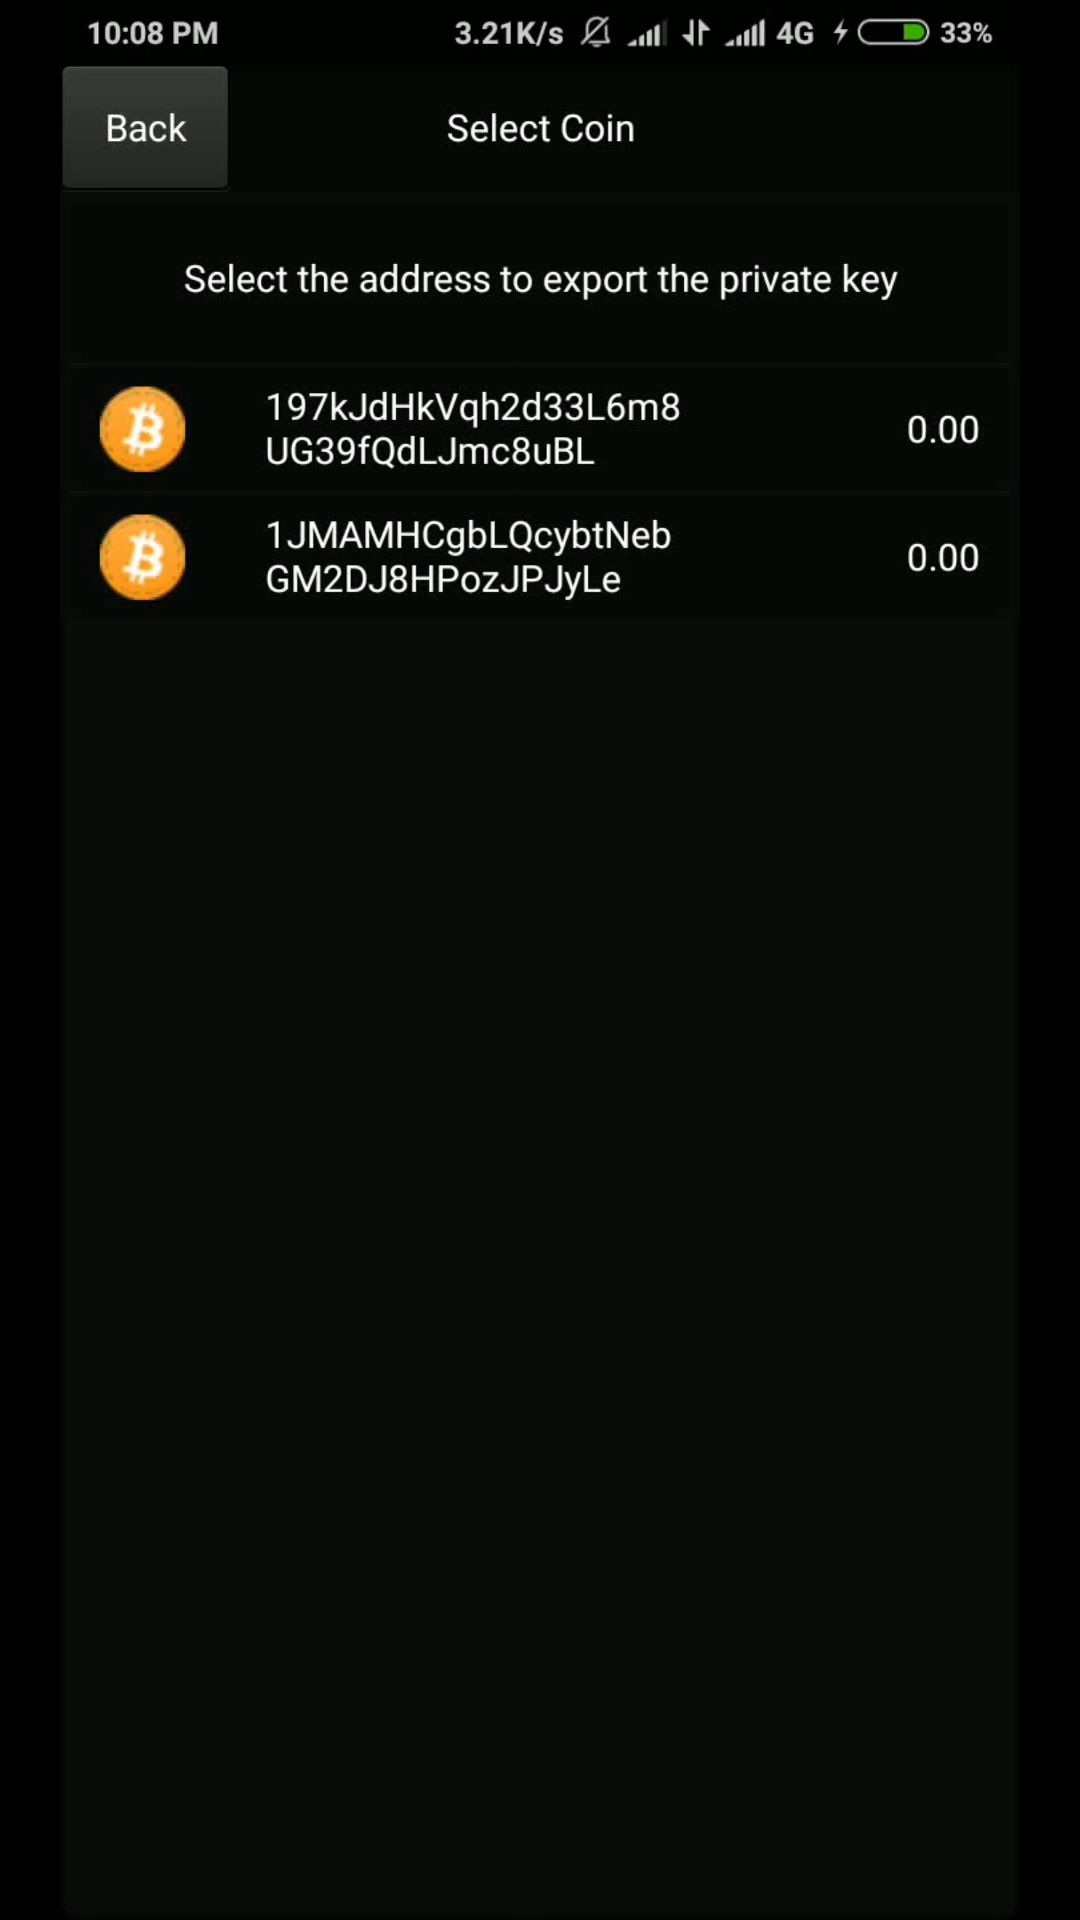 10:08 PM 3.21K/s 4G 33%
Back Select Coin
Select the address to export the private key
197kJdHkVqh2d33L6m8
UG39fQdLJmc8uBL 0.00
1JMAMHCgbLQcybtNeb
GM2DJ8HPozJPJyLe 0.00